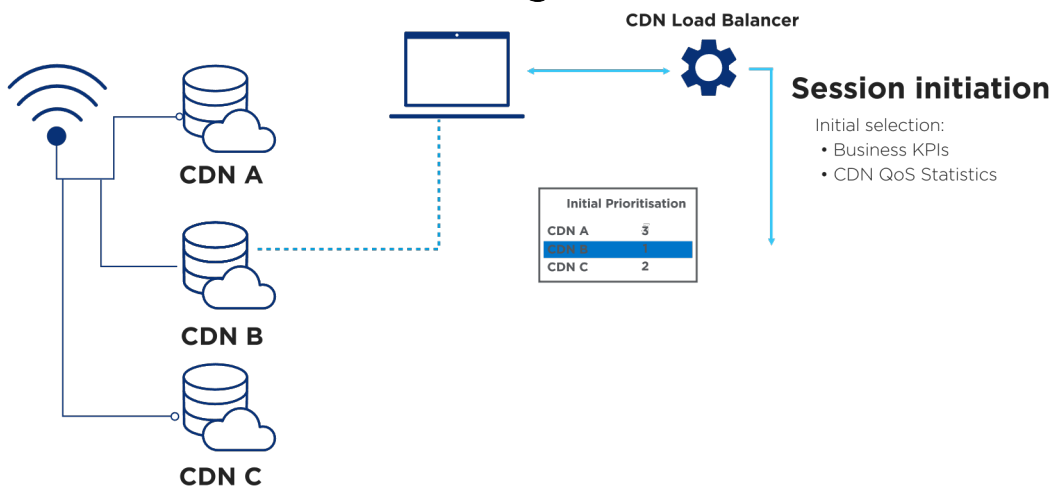 CDN Load Balancer
Session initiation
Initial selection:
• Business KPIs
• CDN QoS Statistics
CDN A
Initial Prioritisation
CDN A 3
CDN B 1
CDN C 2
CDN B
CDN C